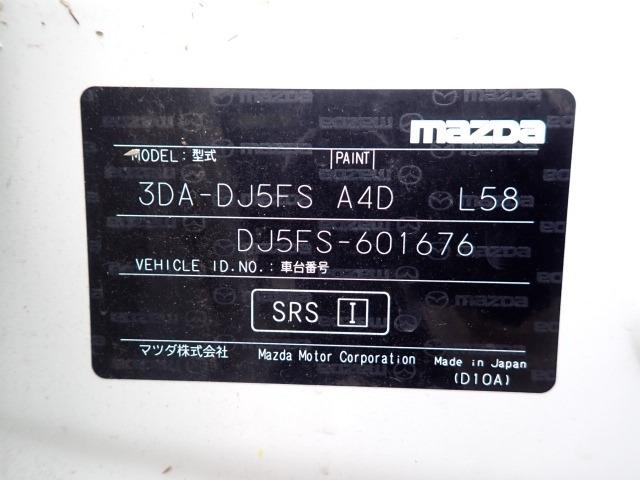 mazda
MODEL:型式 PAINT
3DA-DJ5FS A4D A4D L58
DJ5FS-601676
VEHICLE ID.NO.:車台番号
SRS I
マツダ株式会社 Mazda Motor Corporation Made in Japan
(D10A)